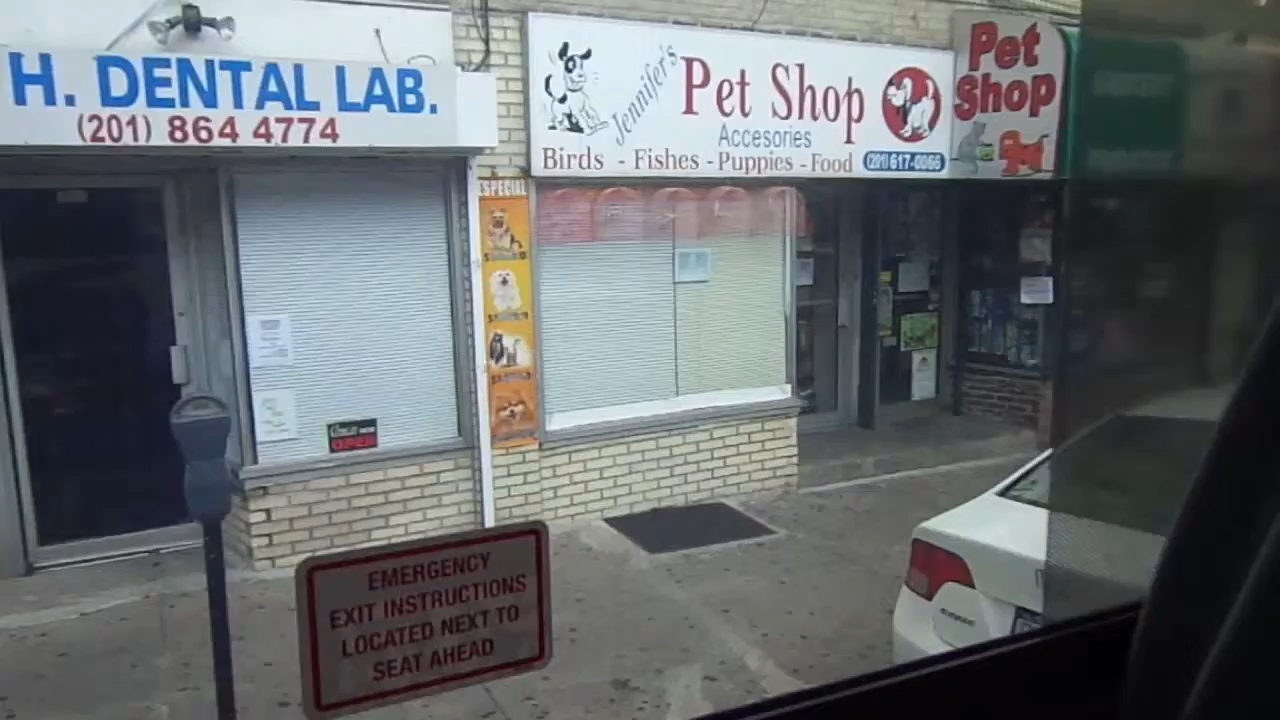 H. DENTAL LAB.
(201) 864 4774
Jennifer's
Pet Shop
Accesories
Birds - Fishes - Puppies - Food
(201) 617-0066
Pet
Shop
ESPECIAL
OPEN
EMERGENCY
EXIT INSTRUCTIONS
LOCATED NEXT TO
SEAT AHEAD